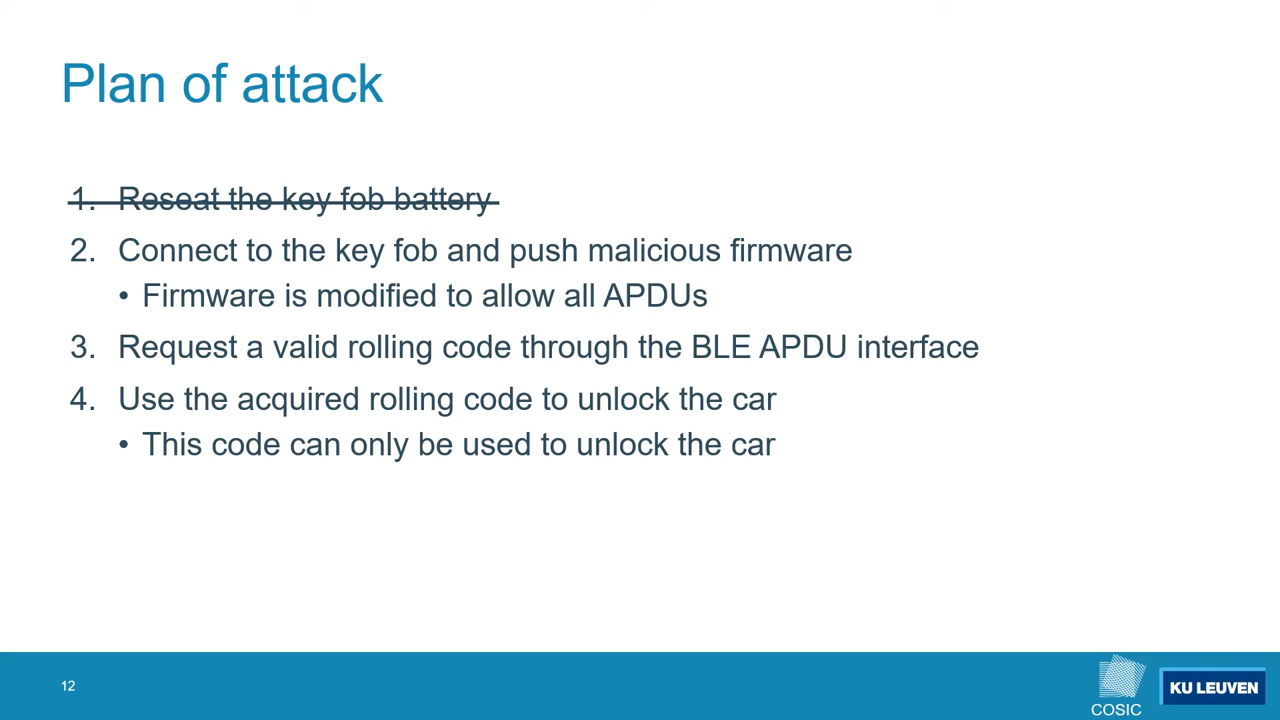 Plan of attack
1. Reseat the key fob battery
2. Connect to the key fob and push malicious firmware
• Firmware is modified to allow all APDUs
3. Request a valid rolling code through the BLE APDU interface
4. Use the acquired rolling code to unlock the car
• This code can only be used to unlock the car
12
COSIC
KU LEUVEN